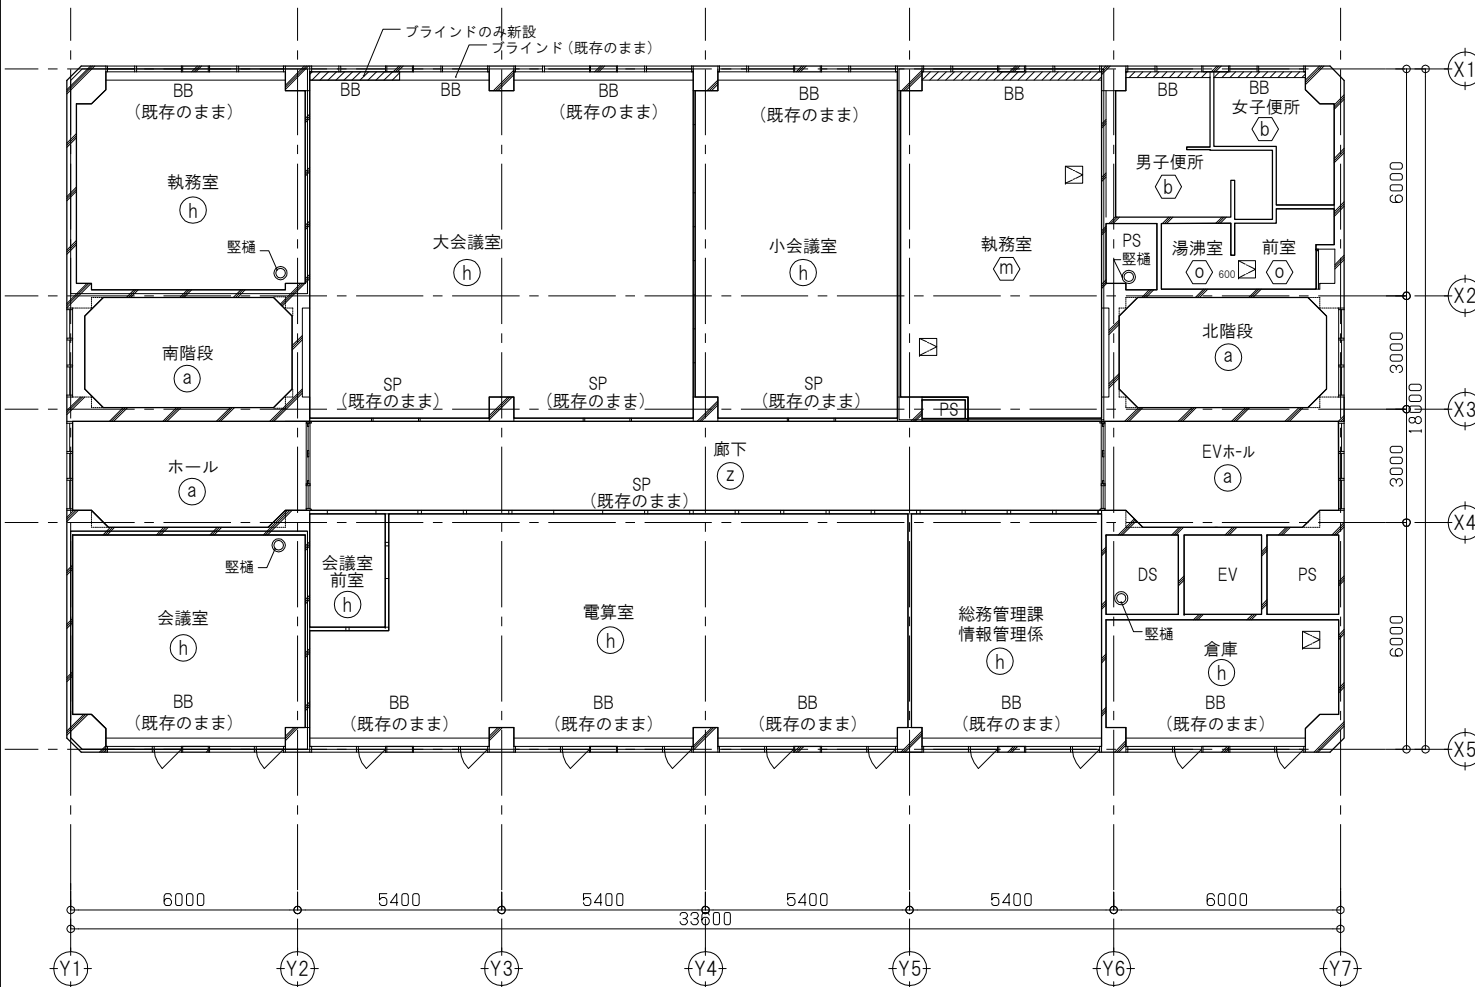 ブラインドのみ新設
ブラインド（既存のまま）
X1
BB
（既存のまま）
BB
BB
BB
（既存のまま）
BB
（既存のまま）
BB
BB
BB
女子便所
b
男子便所
b
執務室
h
竪樋
大会議室
h
小会議室
h
執務室
m
PS
竪樋
湯沸室
o
600
前室
o
6000
X2
南階段
a
北階段
a
3000
18000
SP
（既存のまま）
SP
（既存のまま）
SP
（既存のまま）
PS
X3
ホール
a
廊下
z
SP
（既存のまま）
EVホール
a
3000
X4
竪樋
会議室
前室
h
DS
EV
PS
会議室
h
電算室
h
総務管理課
情報管理係
h
竪樋
倉庫
h
6000
BB
（既存のまま）
BB
（既存のまま）
BB
（既存のまま）
BB
（既存のまま）
BB
（既存のまま）
BB
（既存のまま）
X5
6000
5400
5400
5400
5400
6000
33600
Y1
Y2
Y3
Y4
Y5
Y6
Y7